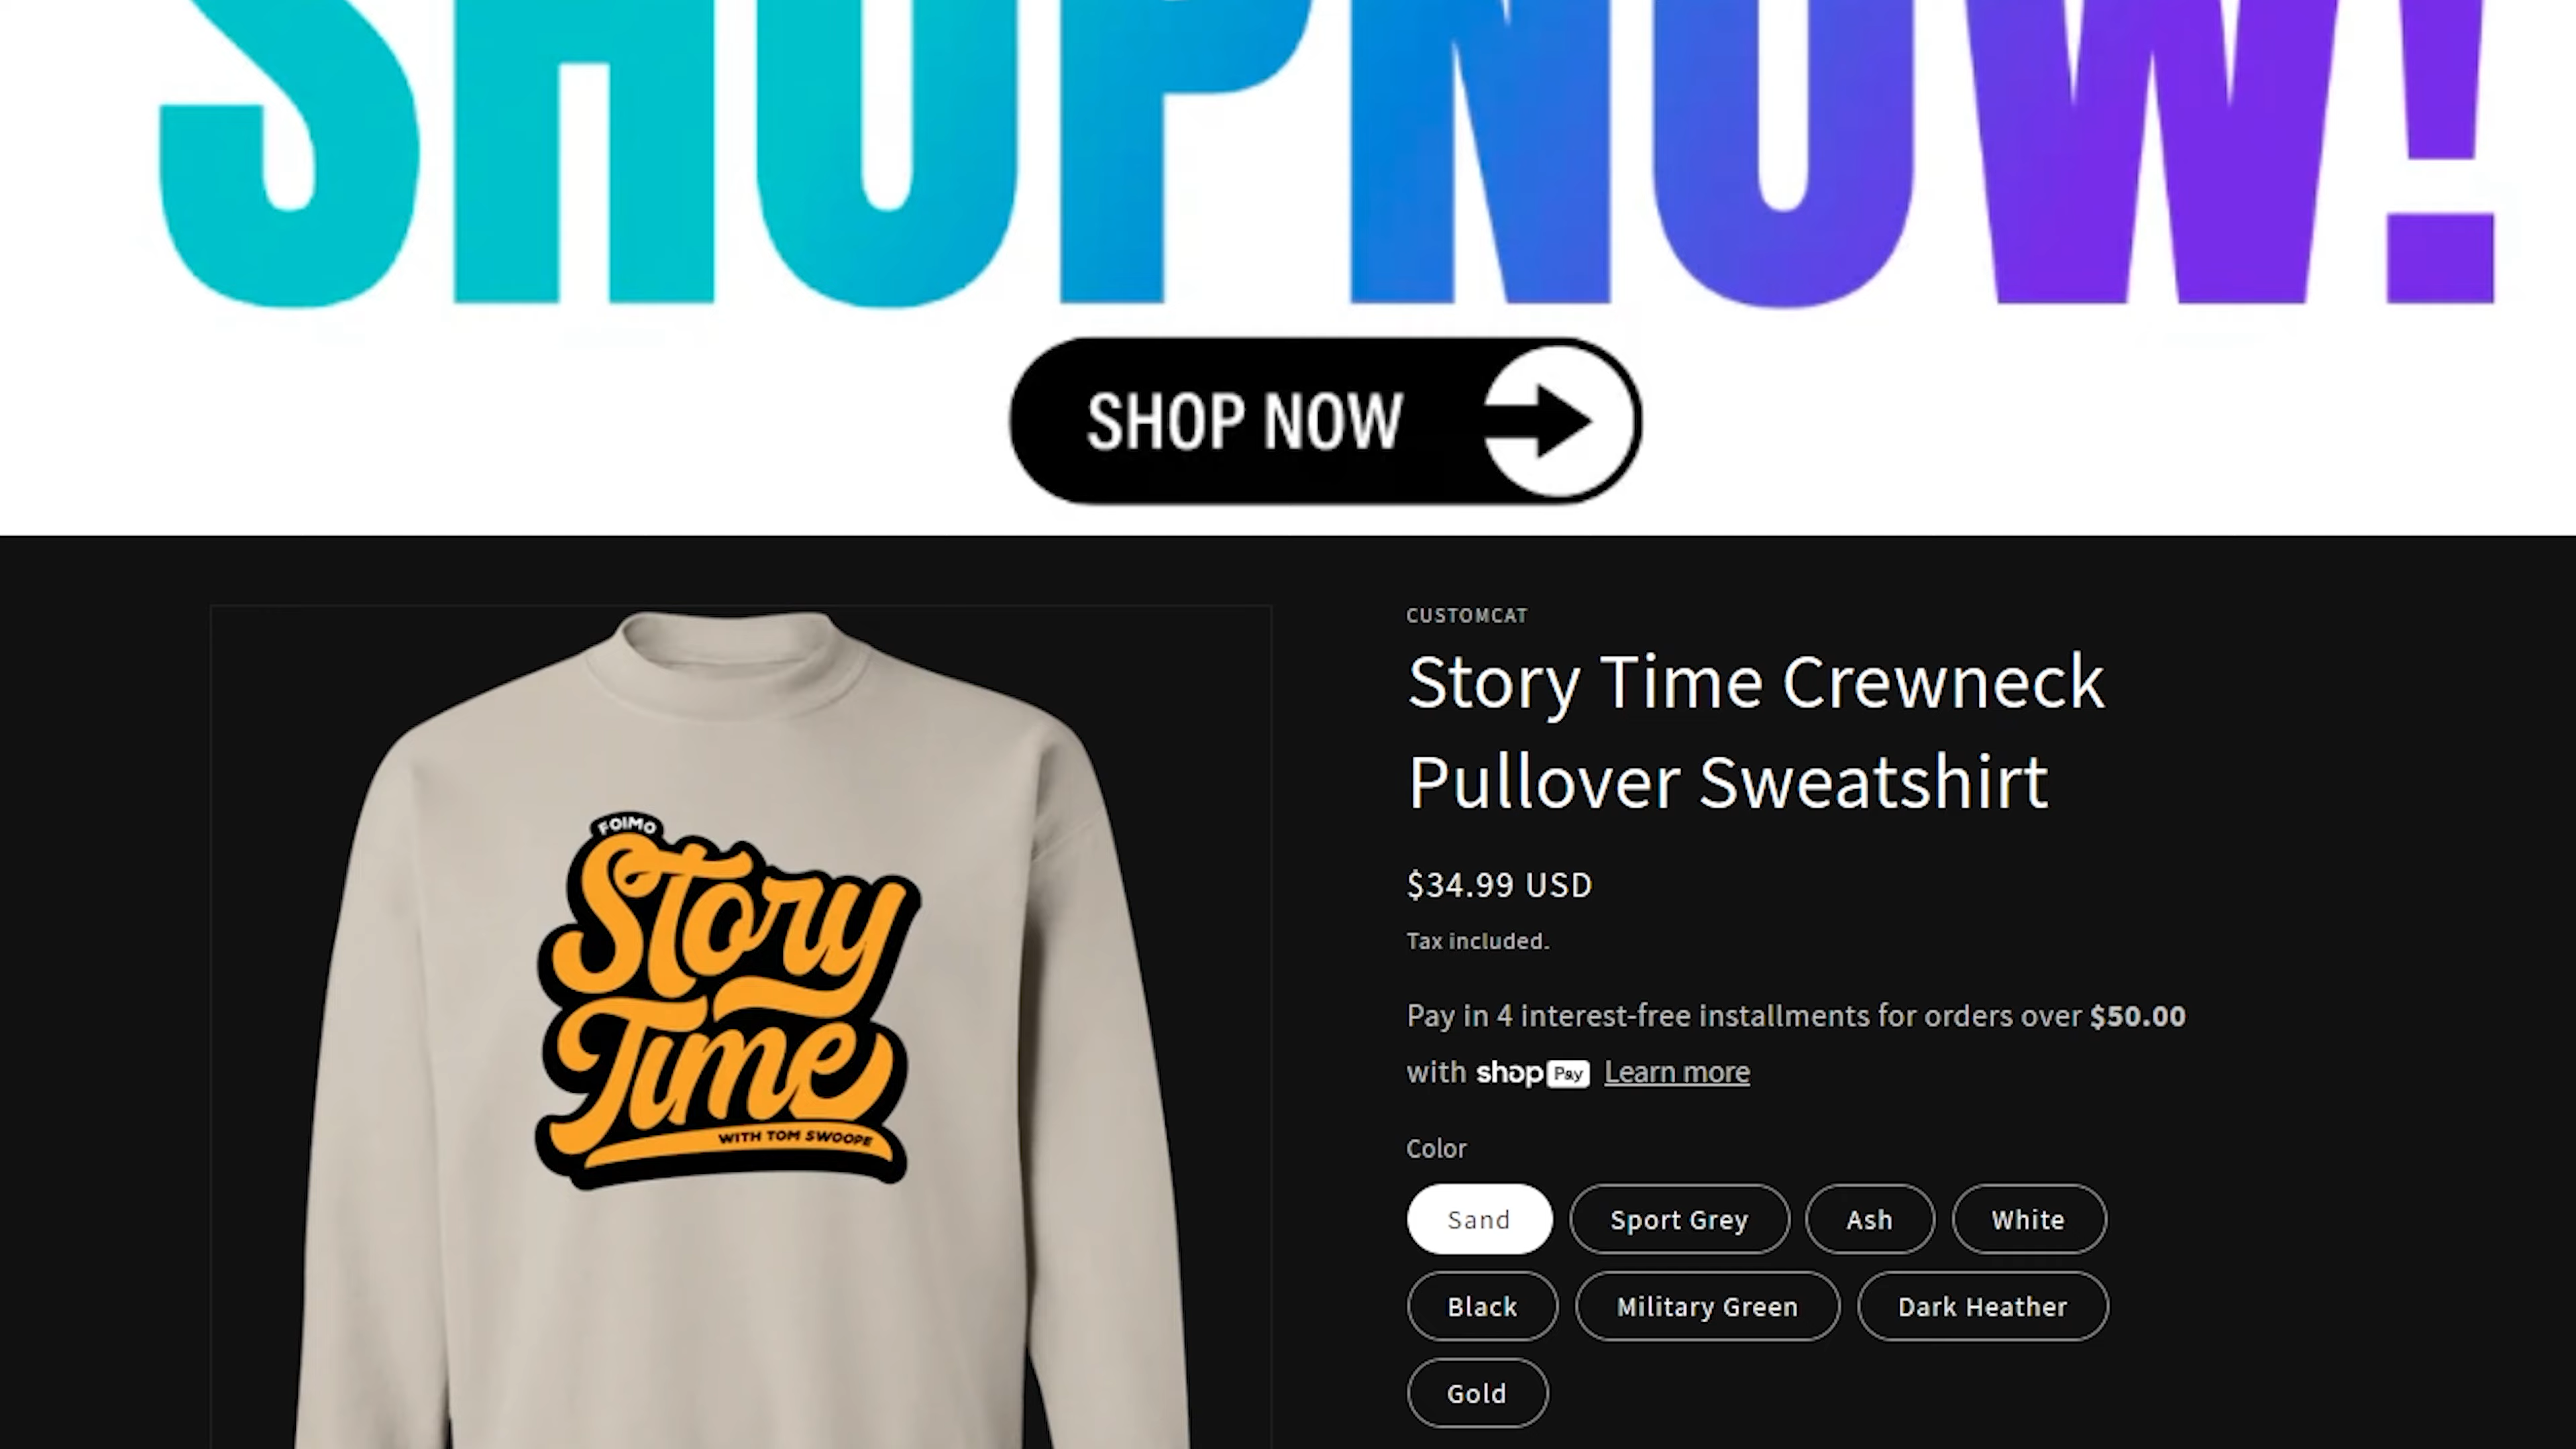 SHOPNOW!
SHOP NOW
FOIMO
Story
Time
WITH TOM SWOOPE
CUSTOMCAT
Story Time Crewneck
Pullover Sweatshirt
$34.99 USD
Tax included.
Pay in 4 interest-free installments for orders over $50.00
with shop Pay Learn more
Color
Sand Sport Grey Ash White
Black Military Green Dark Heather
Gold